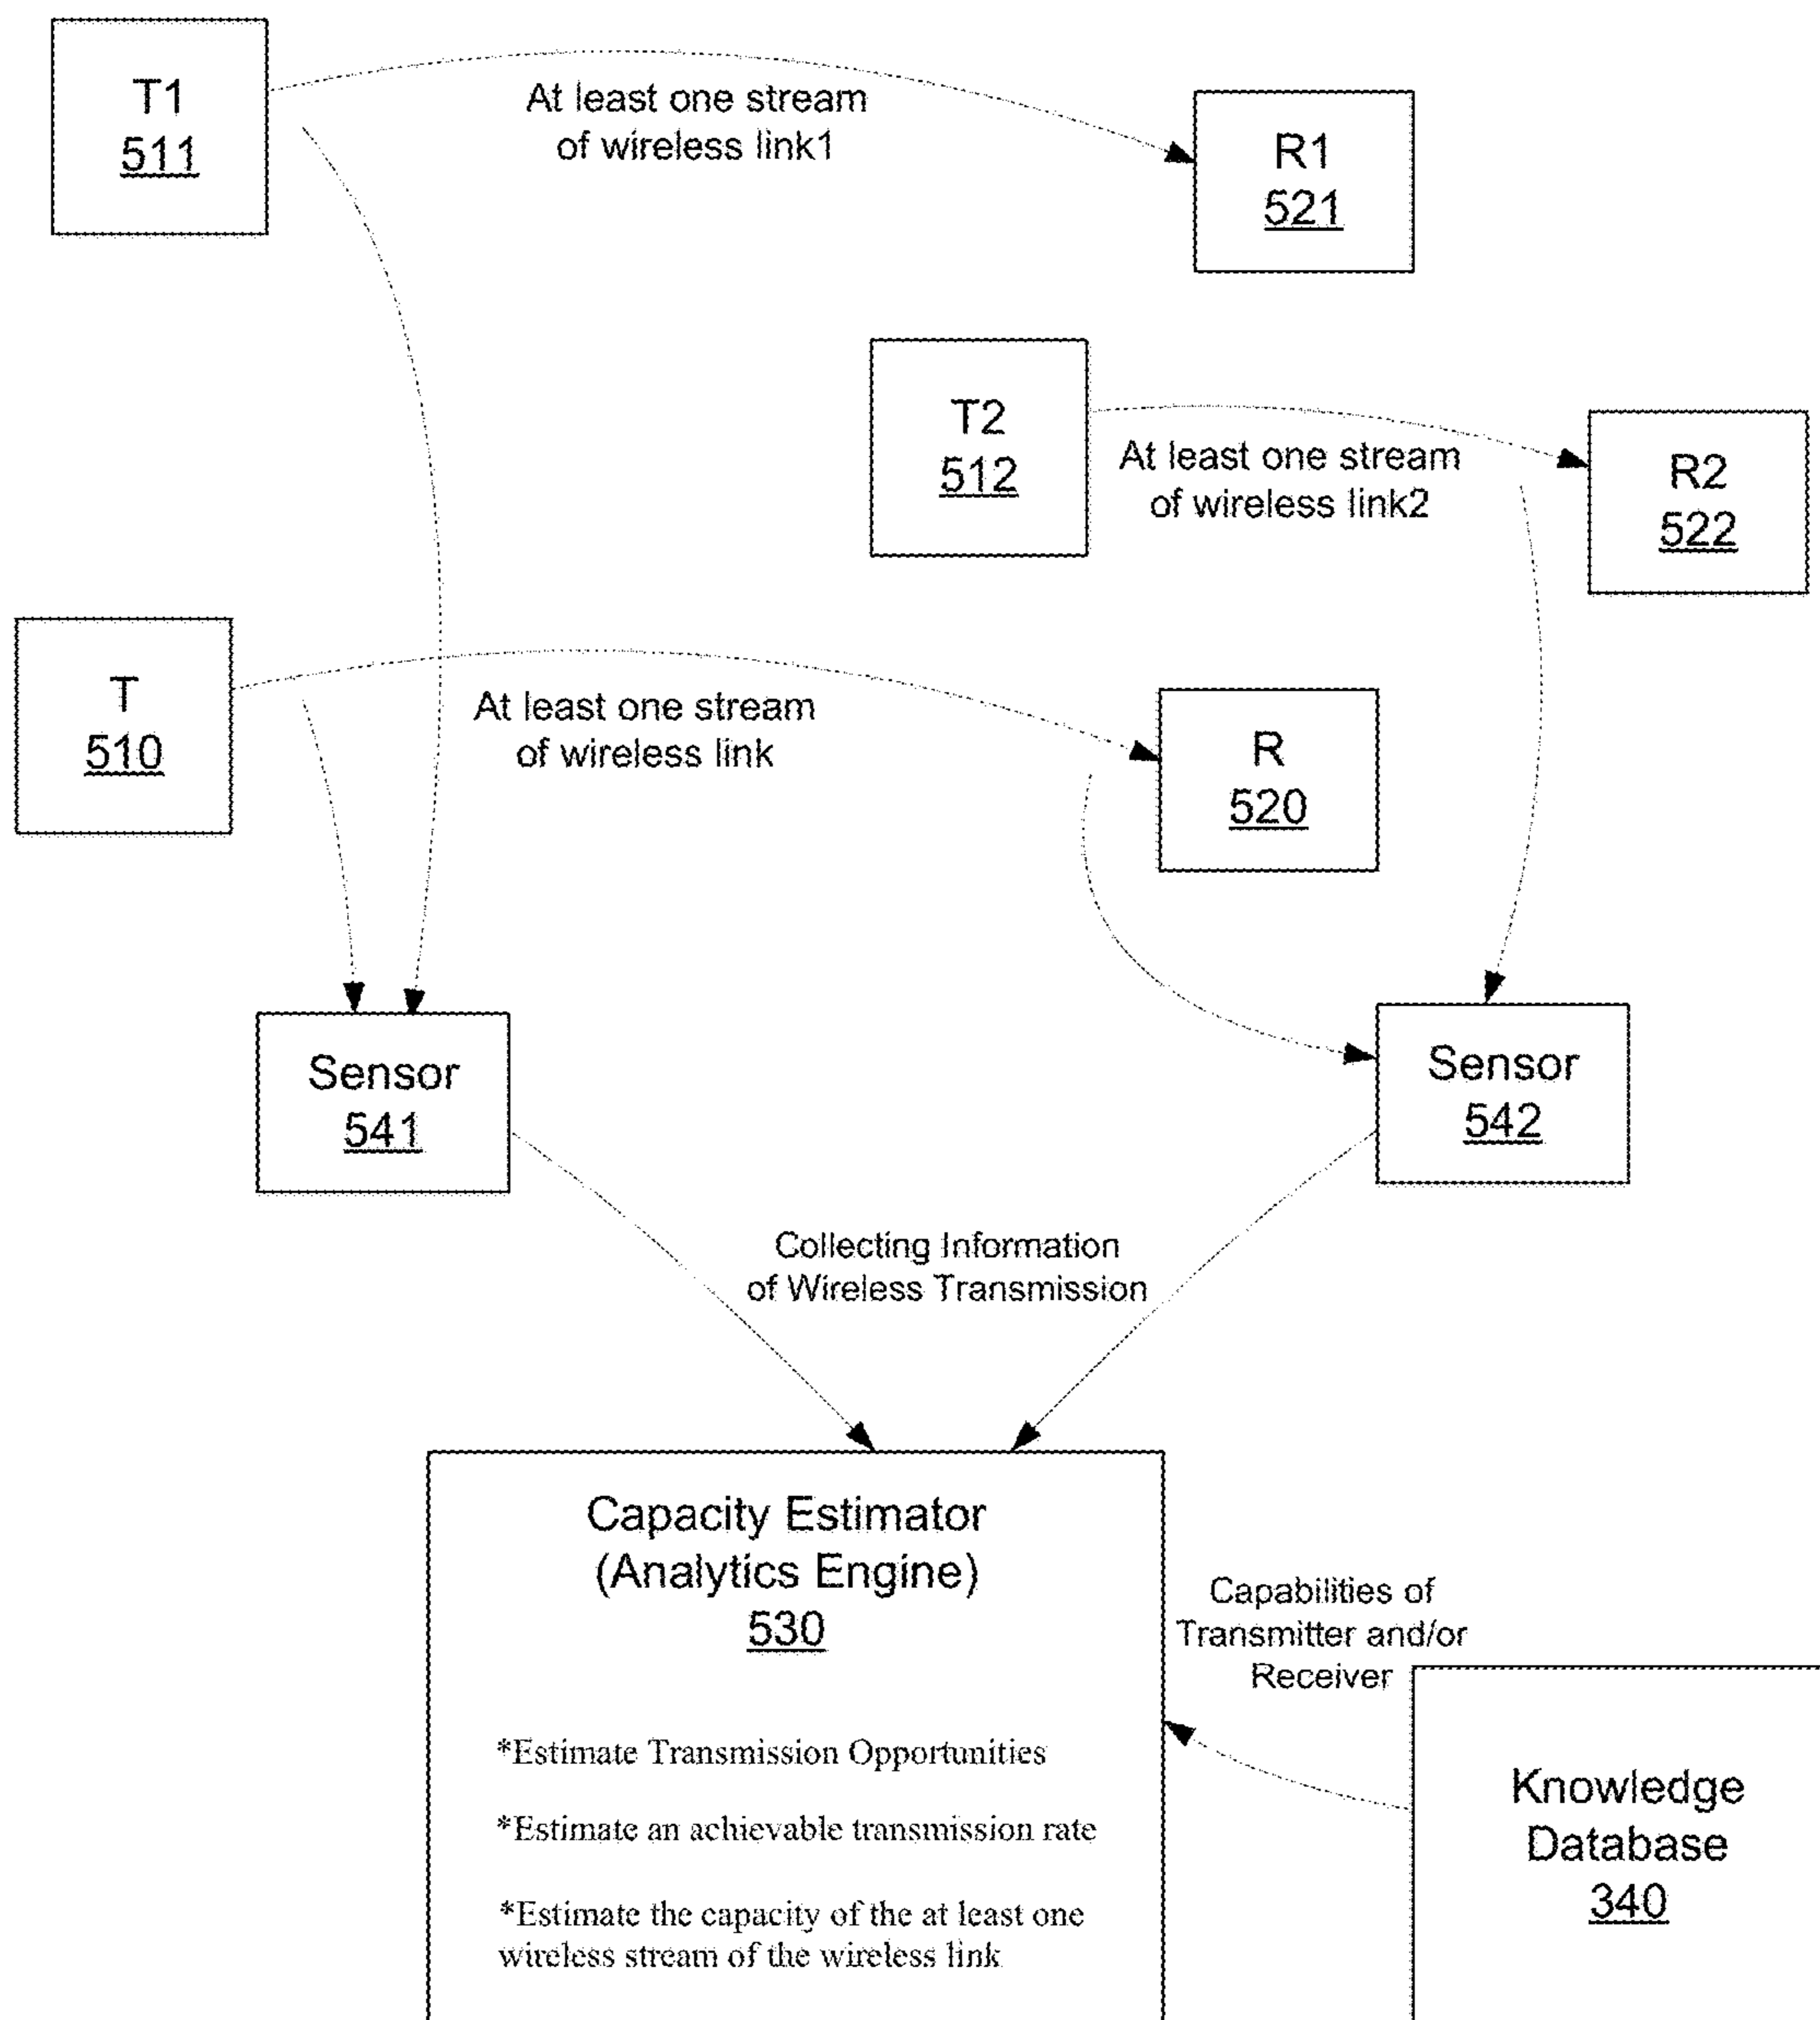 T1
511
At least one stream
of wireless link1
R1
521
T2
512
At least one stream
of wireless link2
R2
522
T
510
At least one stream
of wireless link
R
520
Sensor
541
Sensor
542
Collecting Information
of Wireless Transmission
Capacity Estimator
(Analytics Engine)
530
*Estimate Transmission Opportunities
*Estimate an achievable transmission rate
*Estimate the capacity of the at least one
wireless stream of the wireless link
Capabilities of
Transmitter and/or
Receiver
Knowledge
Database
340